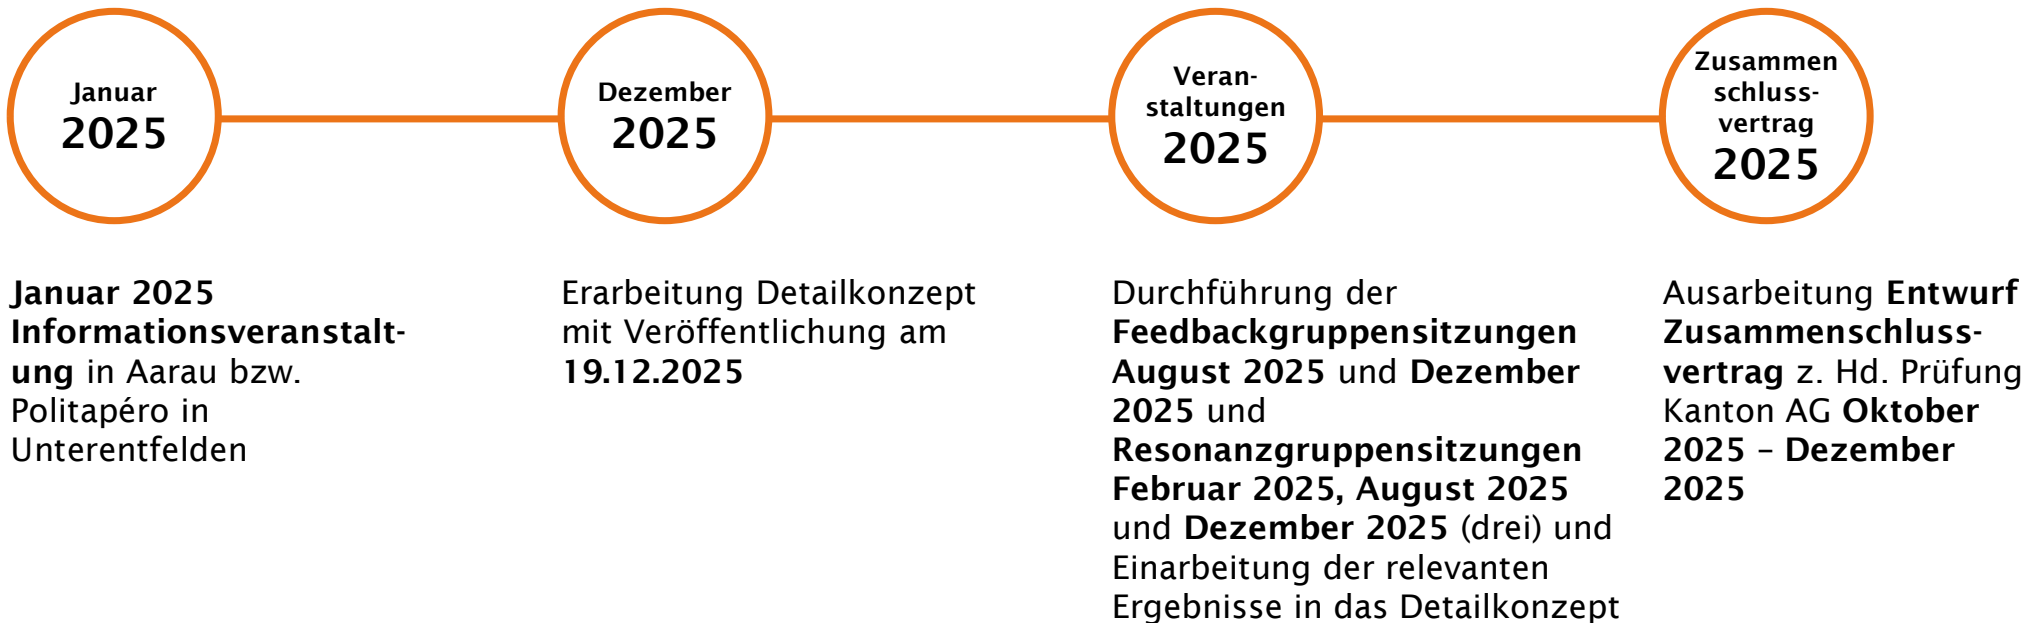 Januar
2025
Dezember
2025
Veran-
staltungen
2025
Zusammen
schluss-
vertrag
2025
Januar 2025
Informationsveranstalt-
ung in Aarau bzw.
Politapéro in
Unterentfelden
Erarbeitung Detailkonzept
mit Veröffentlichung am
19.12.2025
Durchführung der
Feedbackgruppensitzungen
August 2025 und Dezember
2025 und
Resonanzgruppensitzungen
Februar 2025, August 2025
und Dezember 2025 (drei) und
Einarbeitung der relevanten
Ergebnisse in das Detailkonzept
Ausarbeitung Entwurf
Zusammenschluss-
vertrag z. Hd. Prüfung
Kanton AG Oktober
2025 – Dezember
2025